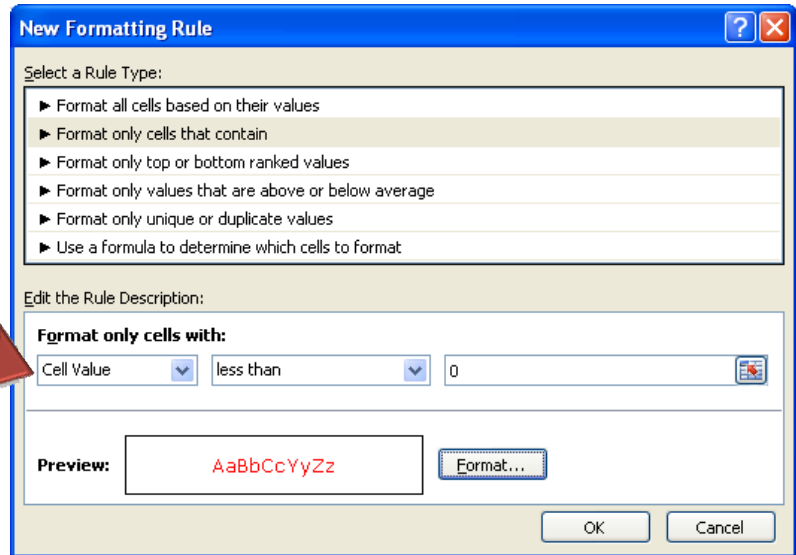 New Formatting Rule
Select a Rule Type:
► Format all cells based on their values
► Format only cells that contain
► Format only top or bottom ranked values
► Format only values that are above or below average
► Format only unique or duplicate values
► Use a formula to determine which cells to format
Edit the Rule Description:
Format only cells with:
Cell Value less than 0
Preview: AaBbCcYyZz Format...
OK Cancel